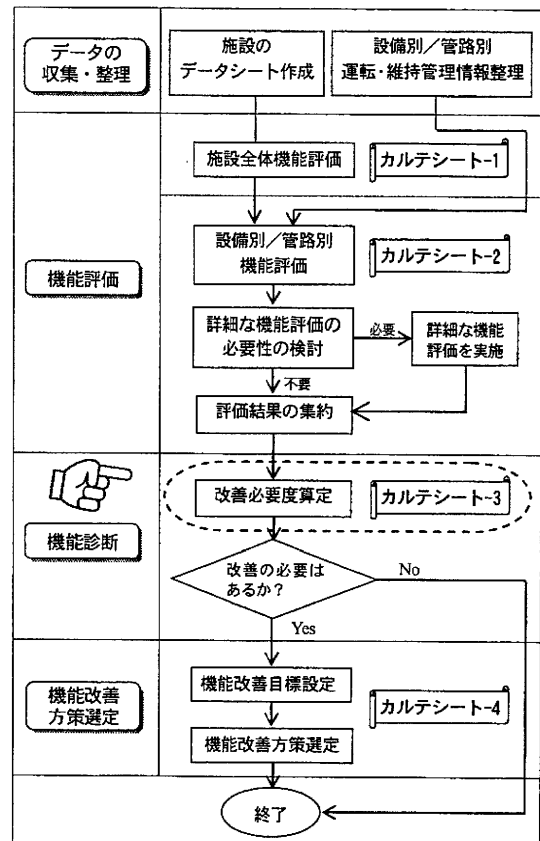 データの
収集・整理
施設の
データシート作成
設備別／管路別
運転・維持管理情報整理
施設全体機能評価
カルテシート-1
機能評価
設備別／管路別
機能評価
カルテシート-2
詳細な機能評価の
必要性の検討
必要
詳細な機能
評価を実施
不要
評価結果の集約
機能診断
改善必要度算定
カルテシート-3
改善の必要は
あるか？
No
Yes
機能改善
方策選定
機能改善目標設定
カルテシート-4
機能改善方策選定
終了